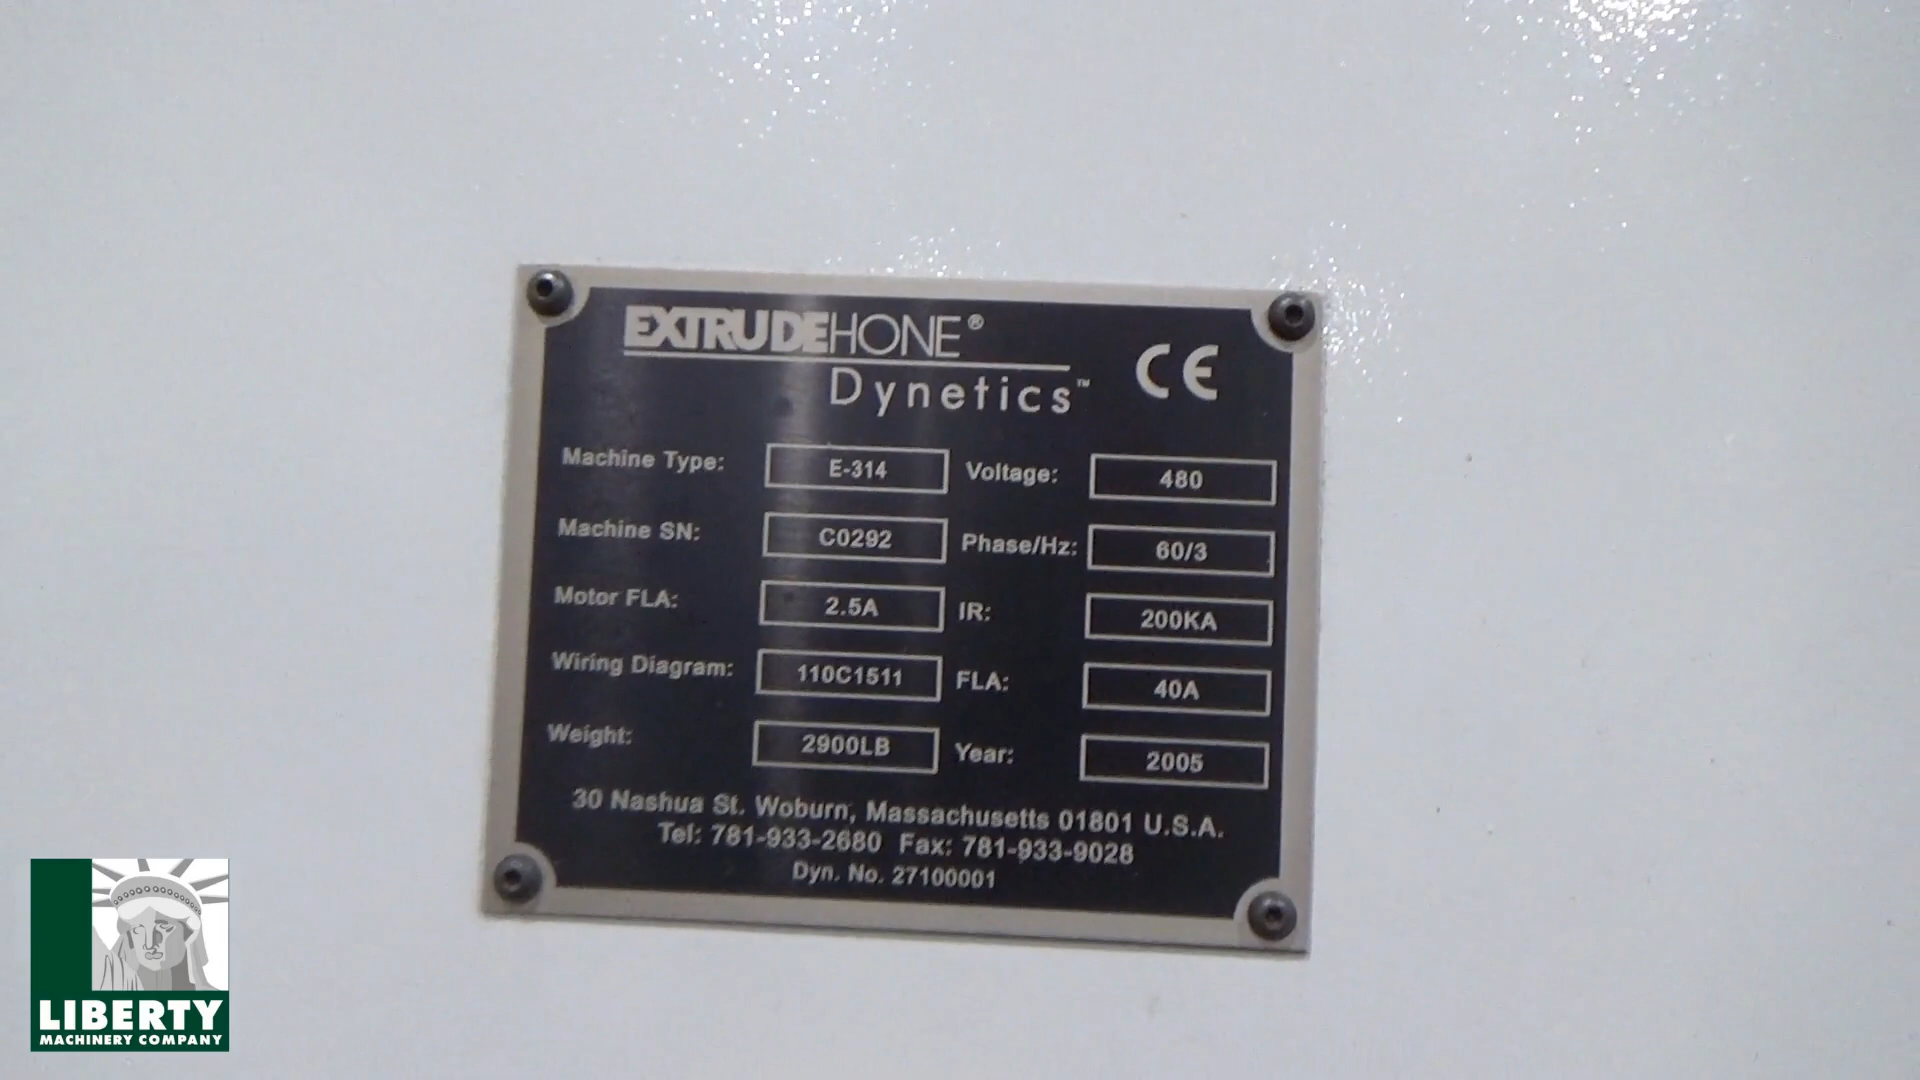 EXTRUDEHONE®
Dynetics™
CE
Machine Type: E-314 Voltage: 480
Machine SN: C0292 Phase/Hz: 60/3
Motor FLA: 2.5A IR: 200KA
Wiring Diagram: 110C1511 FLA: 40A
Weight: 2900LB Year: 2005
30 Nashua St. Woburn, Massachusetts 01801 U.S.A.
Tel: 781-933-2680 Fax: 781-933-9028
Dyn. No. 27100001
LIBERTY
MACHINERY COMPANY